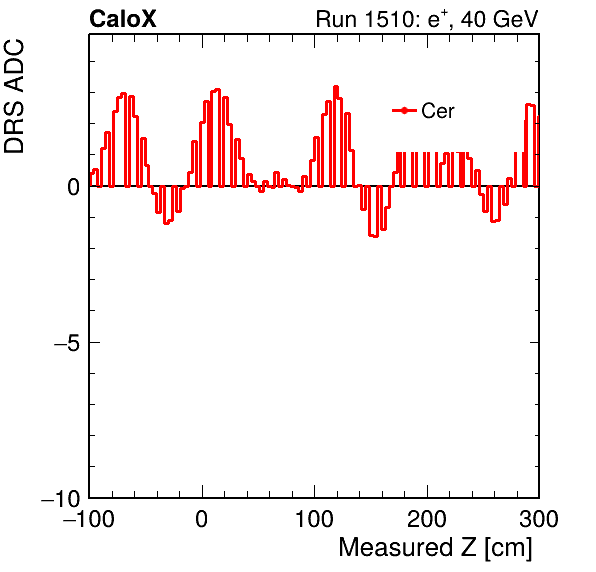 CaloX Run 1510: e⁺, 40 GeV
DRS ADC
Cer
0
−5
−10
−100 0 100 200 300
Measured Z [cm]